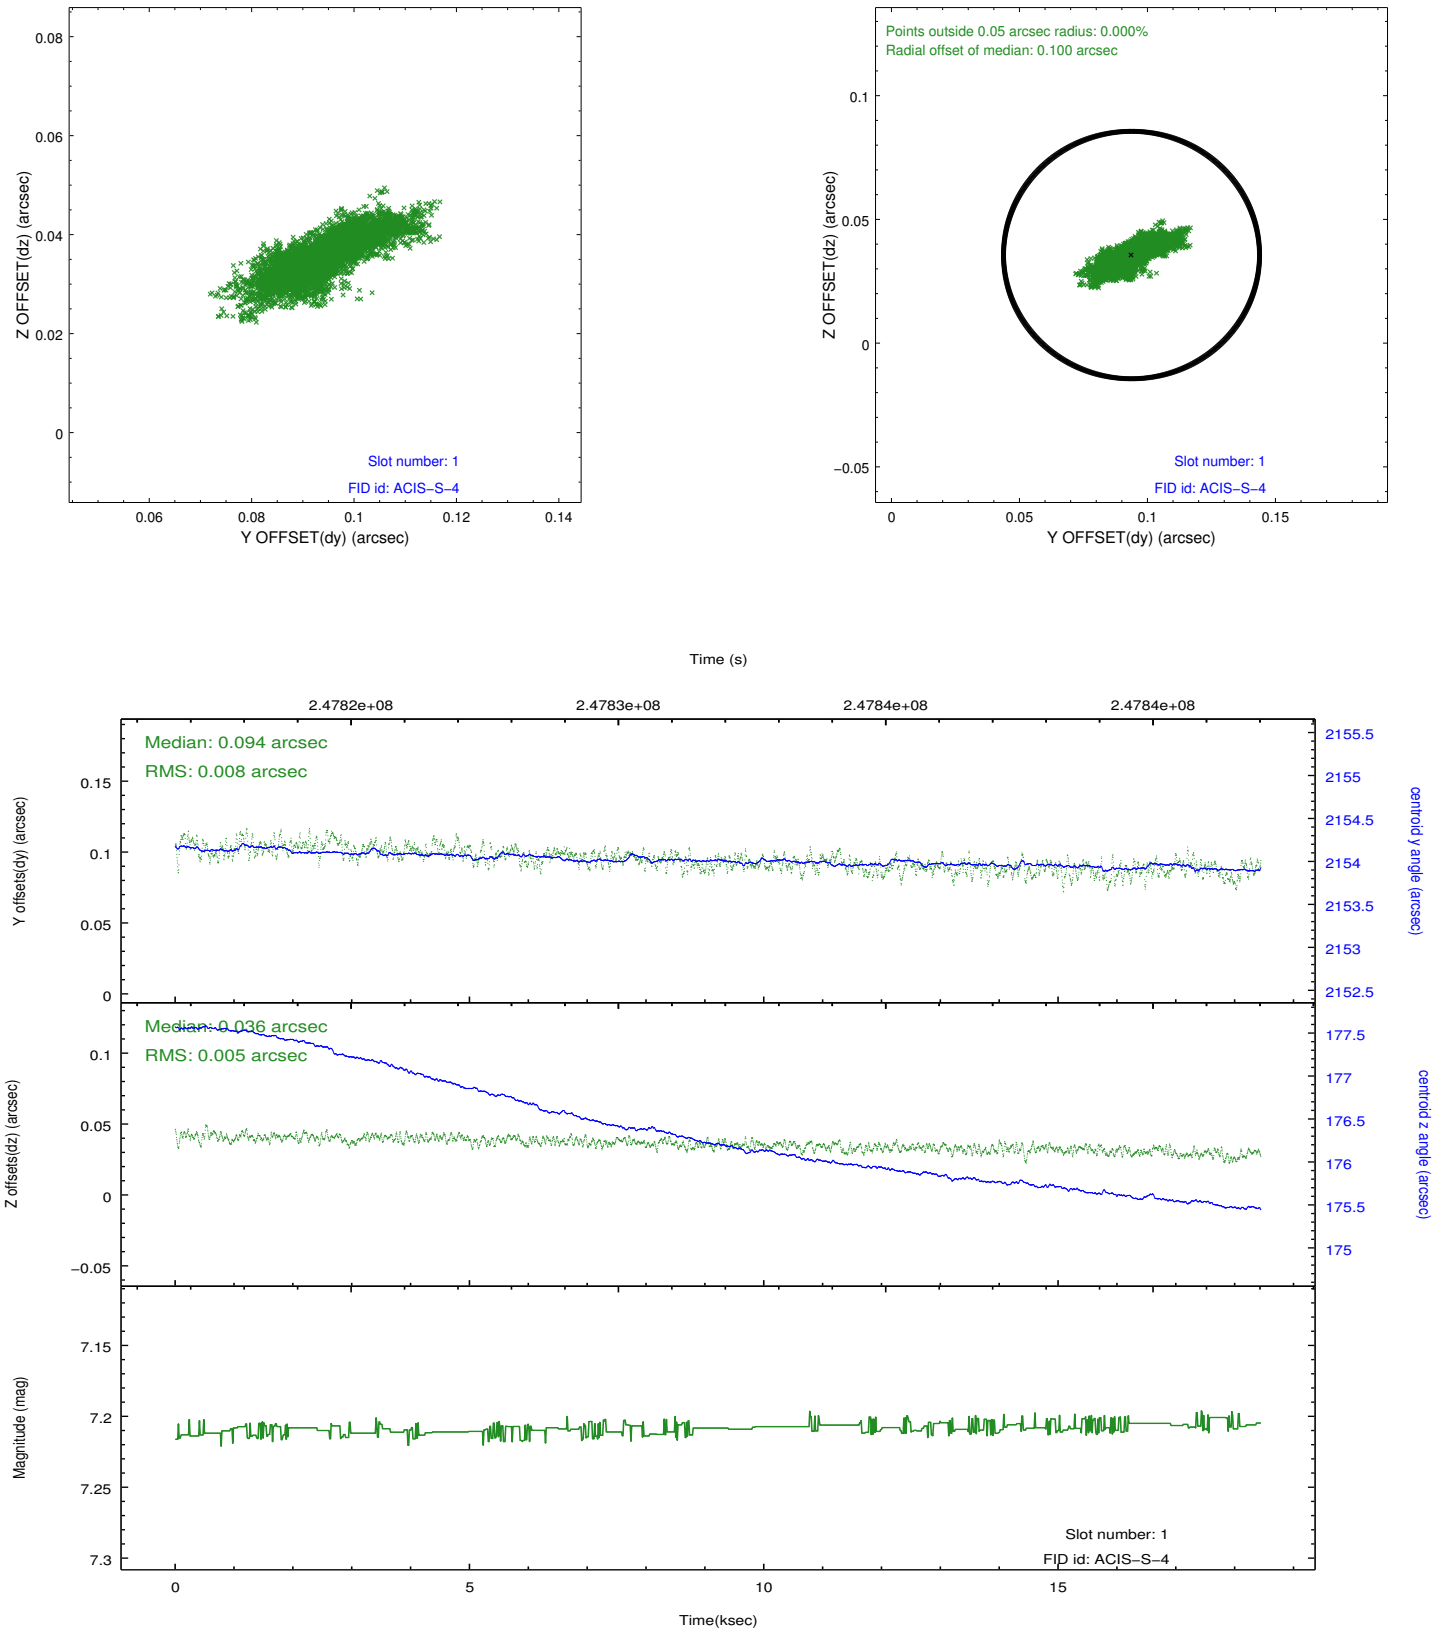 0.08
0.06
0.04
0.02
0
Z OFFSET(dz) (arcsec)
Slot number: 1
FID id: ACIS−S−4
0.06 0.08 0.1 0.12 0.14
Y OFFSET(dy) (arcsec)
Points outside 0.05 arcsec radius: 0.000%
Radial offset of median: 0.100 arcsec
0.1
0.05
0
−0.05
Z OFFSET(dz) (arcsec)
Slot number: 1
FID id: ACIS−S−4
0 0.05 0.1 0.15
Y OFFSET(dy) (arcsec)
Time (s)
2.4782e+08 2.4783e+08 2.4784e+08 2.4784e+08
Median: 0.094 arcsec
RMS: 0.008 arcsec
0.15
0.1
0.05
0
Y offsets(dy) (arcsec)
2155.5
2155
2154.5
2154
2153.5
2153
2152.5
centroid y angle (arcsec)
Median: 0.036 arcsec
RMS: 0.005 arcsec
0.1
0.05
0
−0.05
Z offsets(dz) (arcsec)
177.5
177
176.5
176
175.5
175
centroid z angle (arcsec)
7.15
7.2
7.25
7.3
Magnitude (mag)
Slot number: 1
FID id: ACIS−S−4
0 5 10 15
Time(ksec)